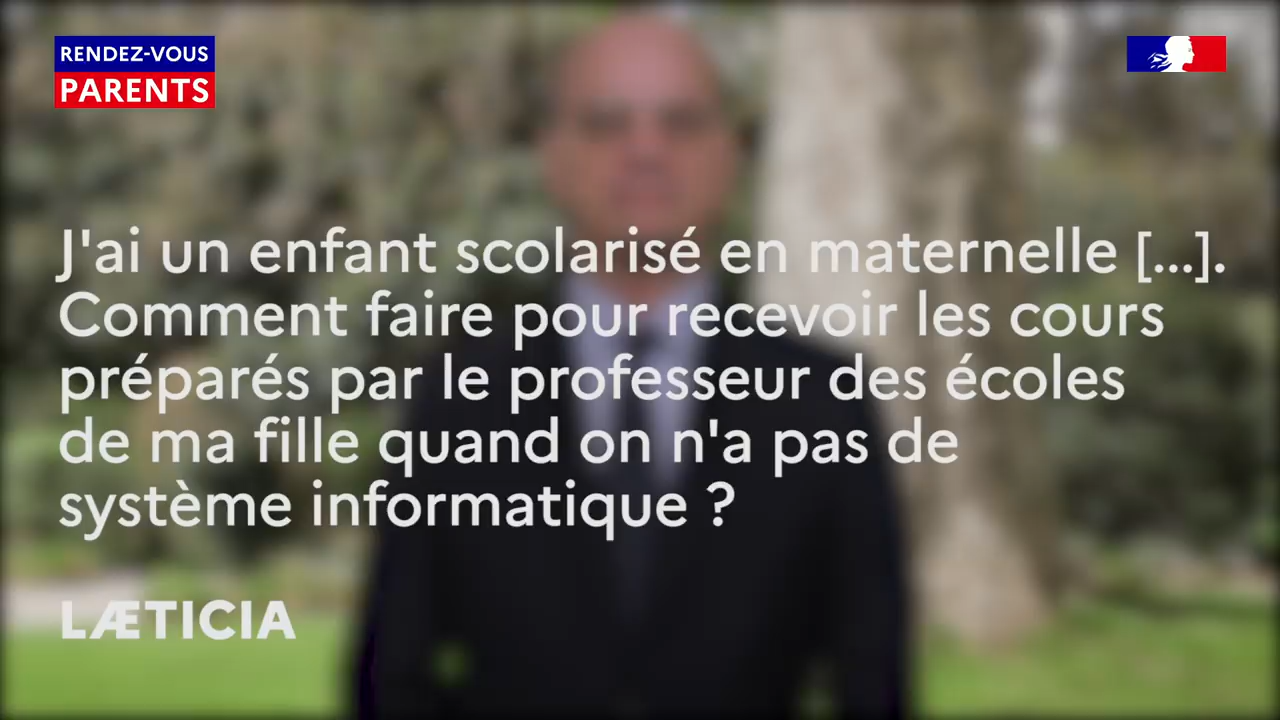 RENDEZ-VOUS
PARENTS
J'ai un enfant scolarisé en maternelle [...].
Comment faire pour recevoir les cours
préparés par le professeur des écoles
de ma fille quand on n'a pas de
système informatique ?
LÆTICIA